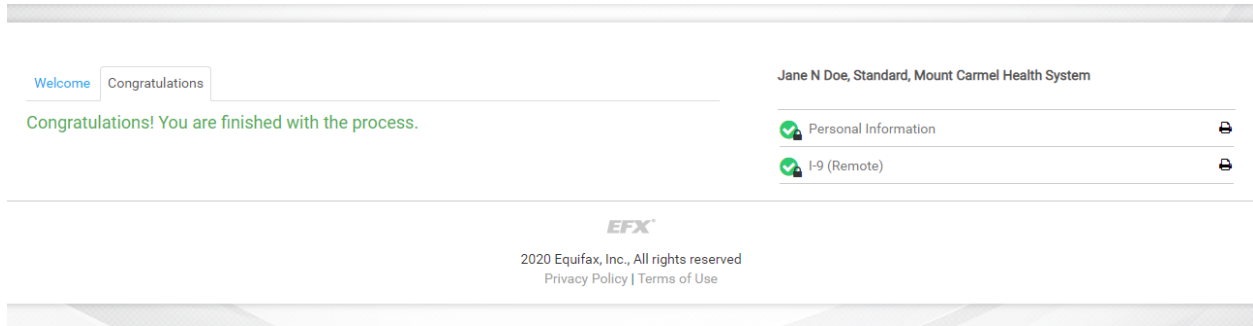 Welcome
Congratulations
Congratulations! You are finished with the process.
Jane N Doe, Standard, Mount Carmel Health System
Personal Information
I-9 (Remote)
EFX
2020 Equifax, Inc., All rights reserved
Privacy Policy | Terms of Use